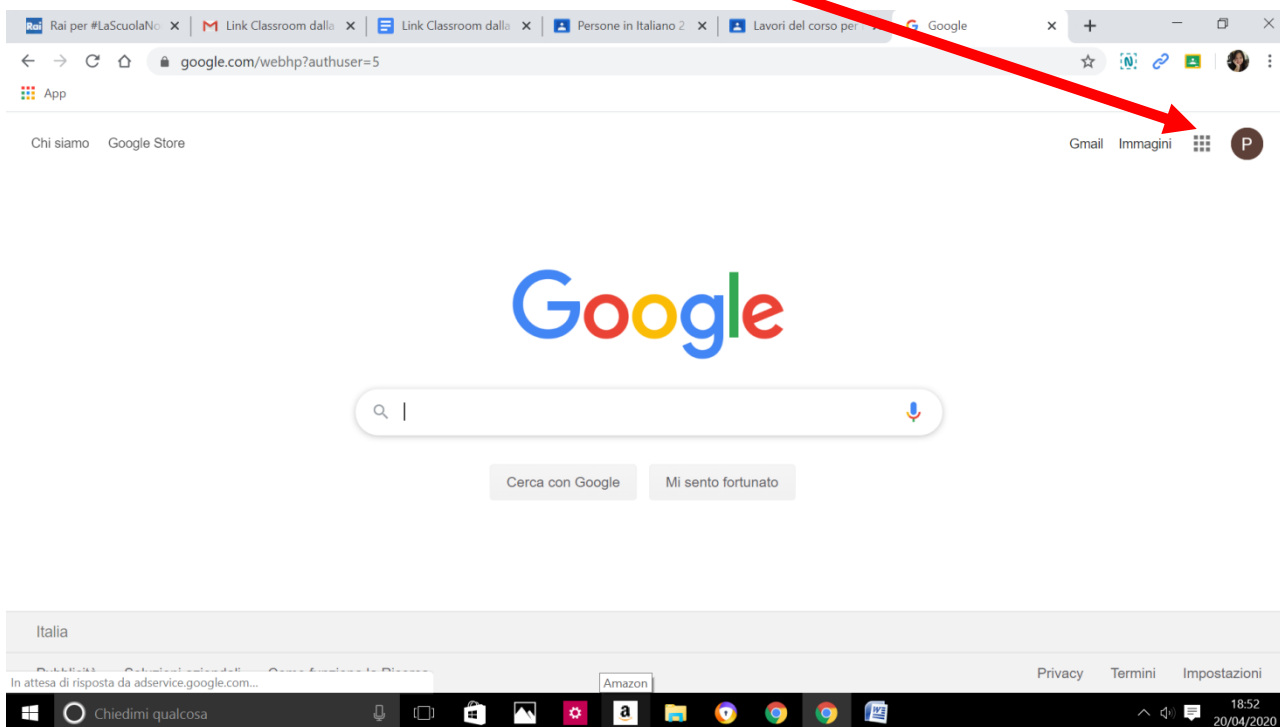 Rai Rai per #LaScuolaNo M Link Classroom dalla Link Classroom dalla Persone in Italiano 2 Lavori del corso per G Google
google.com/webhp?authuser=5
App
Chi siamo Google Store Gmail Immagini P
Google
Cerca con Google Mi sento fortunato
Italia
Privacy Termini Impostazioni
In attesa di risposta da adservice.google.com...
Amazon
Chiedimi qualcosa 18:52
20/04/2020